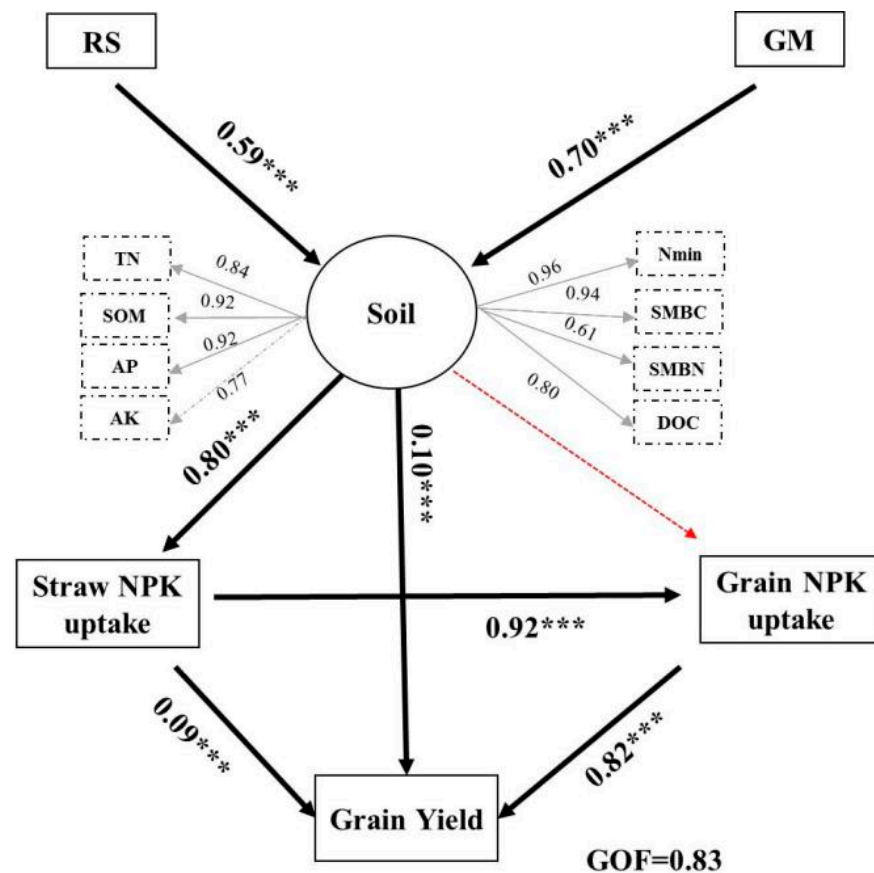 RS
GM
0.59***
0.70***
TN
0.84
SOM
0.92
AP
0.92
AK
0.77
Soil
0.96
Nmin
0.94
SMBC
0.61
SMBN
0.80
DOC
0.80***
0.10***
Straw NPK
uptake
0.92***
Grain NPK
uptake
0.09***
0.82***
Grain Yield
GOF=0.83